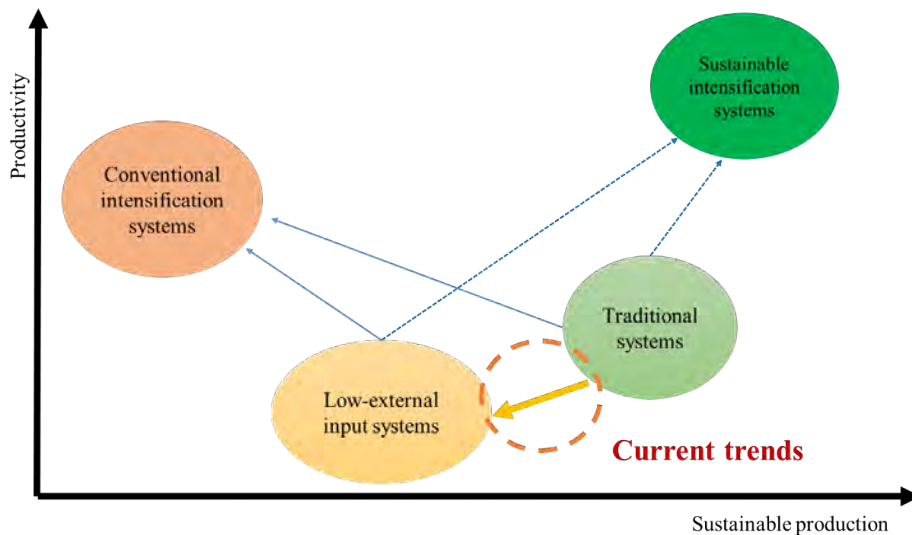 Productivity
Sustainable
intensification
systems
Conventional
intensification
systems
Traditional
systems
Low-external
input systems
Current trends
Sustainable production